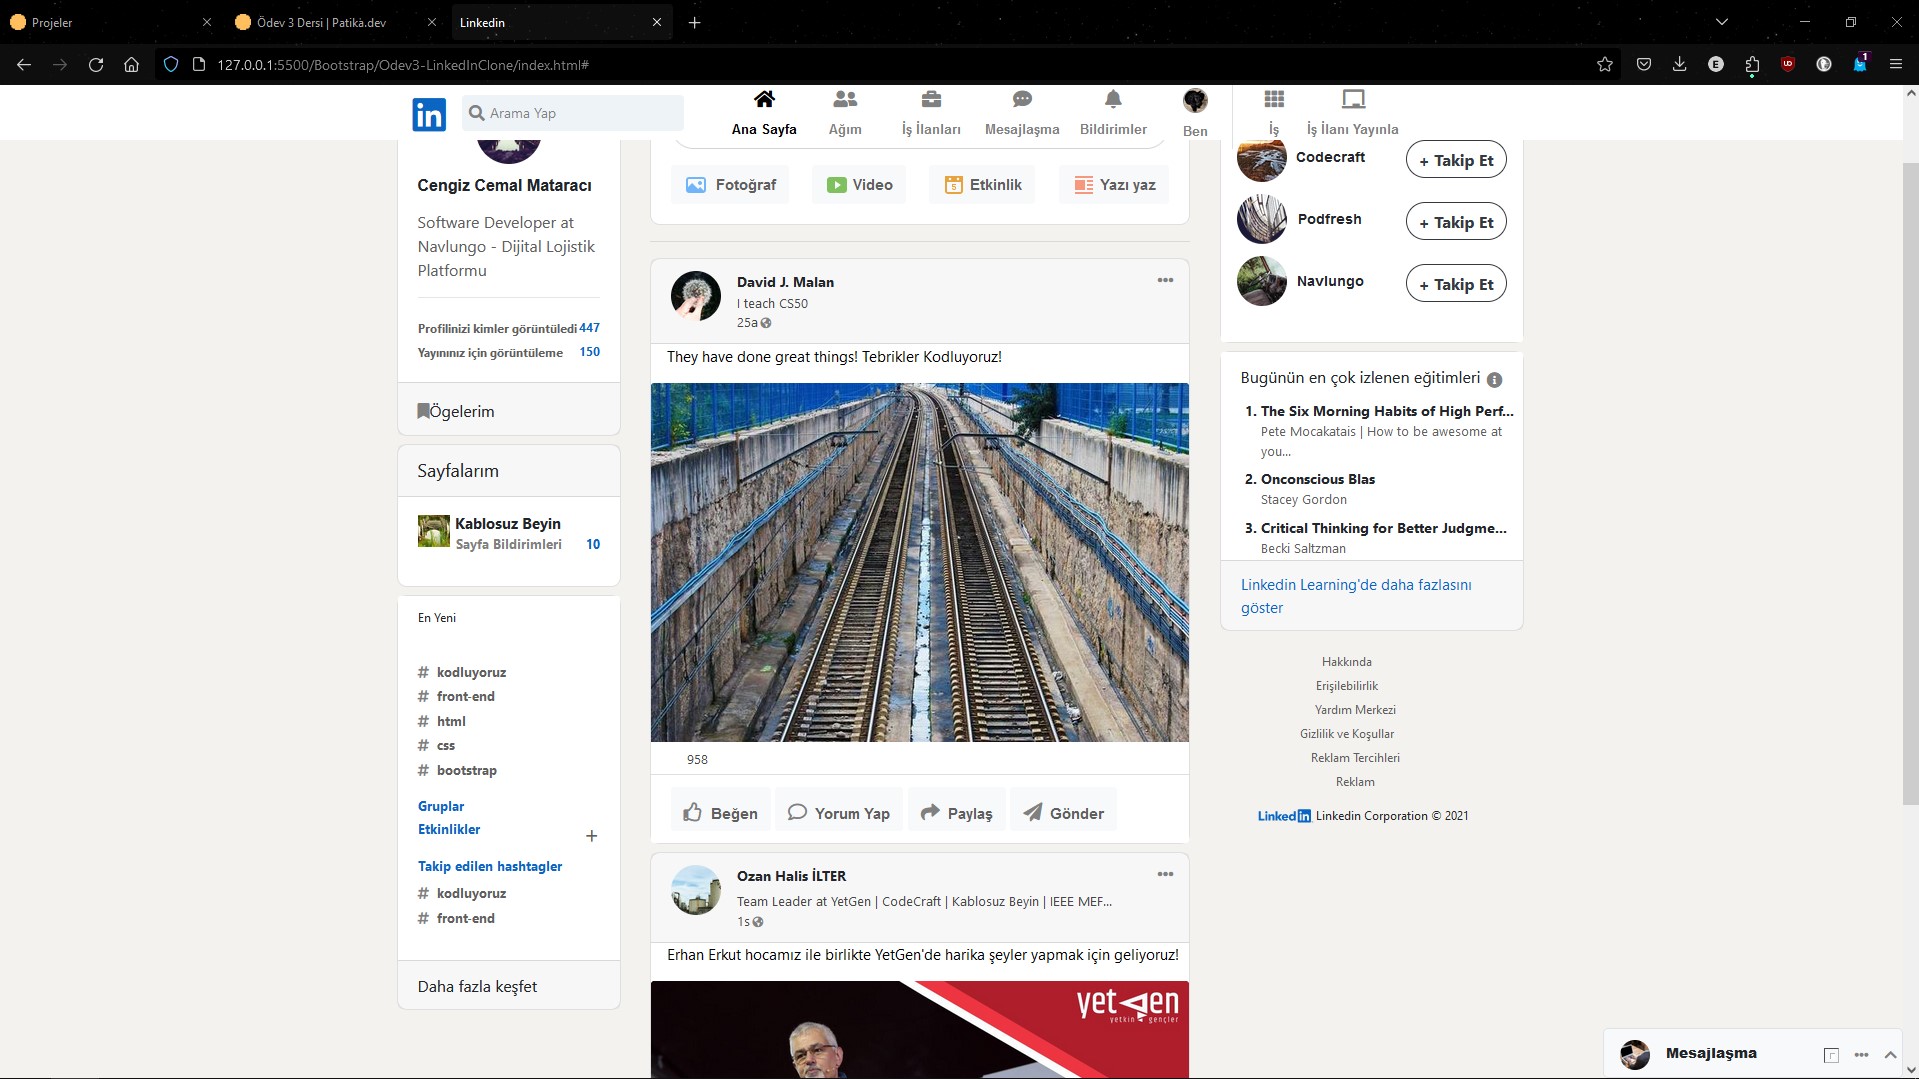 Projeler
Ödev 3 Dersi | Patika.dev
Linkedin
127.0.0.1:5500/Bootstrap/Odev3-LinkedInClone/index.html#
E
1
in
Arama Yap
Ana Sayfa
Ağım
İş İlanları
Mesajlaşma
Bildirimler
Ben
İş
İş İlanı Yayınla
Cengiz Cemal Mataracı
Software Developer at
Navlungo - Dijital Lojistik
Platformu
Profilinizi kimler görüntüledi 447
Yayınınız için görüntüleme 150
Ögelerim
Sayfalarım
Kablosuz Beyin
Sayfa Bildirimleri 10
En Yeni
# kodluyoruz
# front-end
# html
# css
# bootstrap
Gruplar
Etkinlikler
+
Takip edilen hashtagler
# kodluyoruz
# front-end
Daha fazla keşfet
Fotoğraf
Video
5 Etkinlik
Yazı yaz
David J. Malan
I teach CS50
25a
They have done great things! Tebrikler Kodluyoruz!
958
Beğen
Yorum Yap
Paylaş
Gönder
Ozan Halis İLTER
Team Leader at YetGen | CodeCraft | Kablosuz Beyin | IEEE MEF...
1s
Erhan Erkut hocamız ile birlikte YetGen'de harika şeyler yapmak için geliyoruz!
yetgen
yetkin gençler
Codecraft
+ Takip Et
Podfresh
+ Takip Et
Navlungo
+ Takip Et
Bugünün en çok izlenen eğitimleri
1. The Six Morning Habits of High Perf...
Pete Mocakatais | How to be awesome at
you...
2. Onconscious Blas
Stacey Gordon
3. Critical Thinking for Better Judgme...
Becki Saltzman
Linkedin Learning'de daha fazlasını
göster
Hakkında
Erişilebilirlik
Yardım Merkezi
Gizlilik ve Koşullar
Reklam Tercihleri
Reklam
Linkedin Linkedin Corporation © 2021
Mesajlaşma